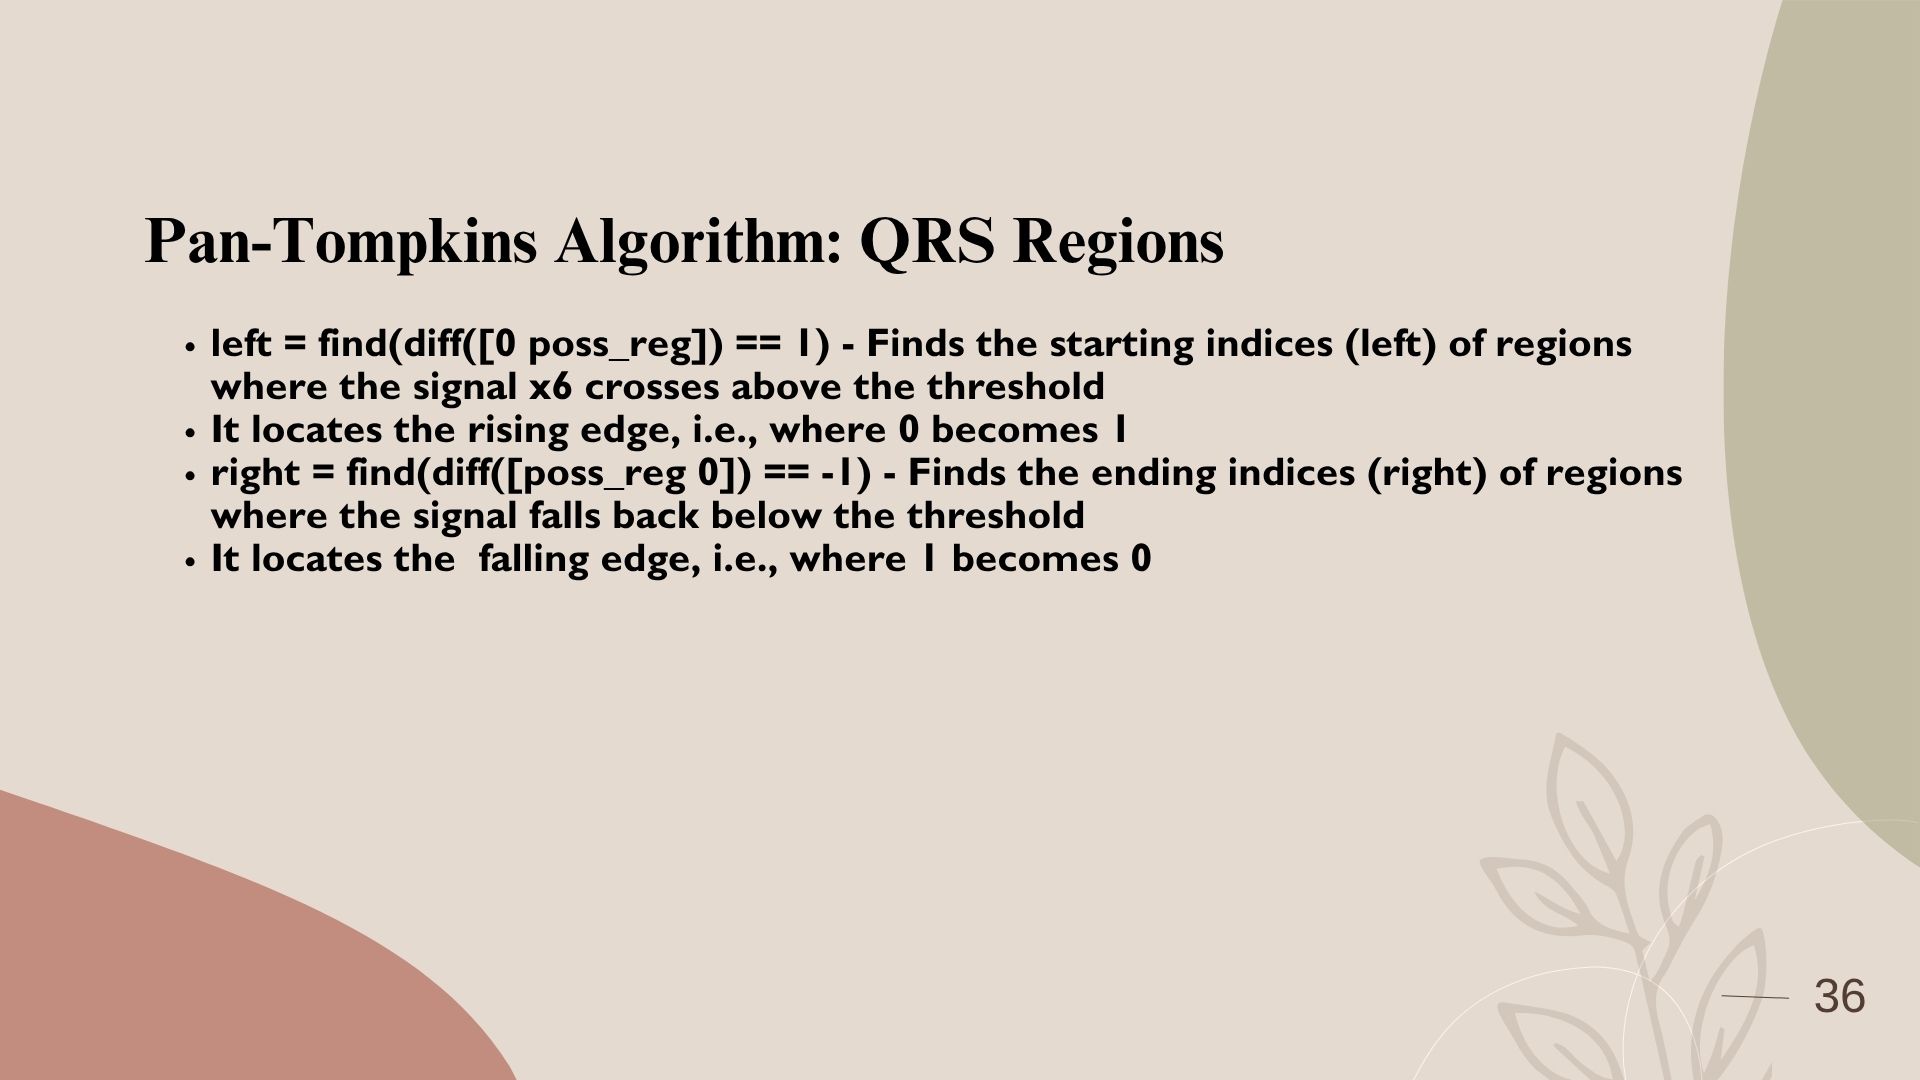 Pan-Tompkins Algorithm: QRS Regions
• left = find(diff([0 poss_reg]) == 1) - Finds the starting indices (left) of regions
where the signal x6 crosses above the threshold
• It locates the rising edge, i.e., where 0 becomes 1
• right = find(diff([poss_reg 0]) == -1) - Finds the ending indices (right) of regions
where the signal falls back below the threshold
• It locates the  falling edge, i.e., where 1 becomes 0
36